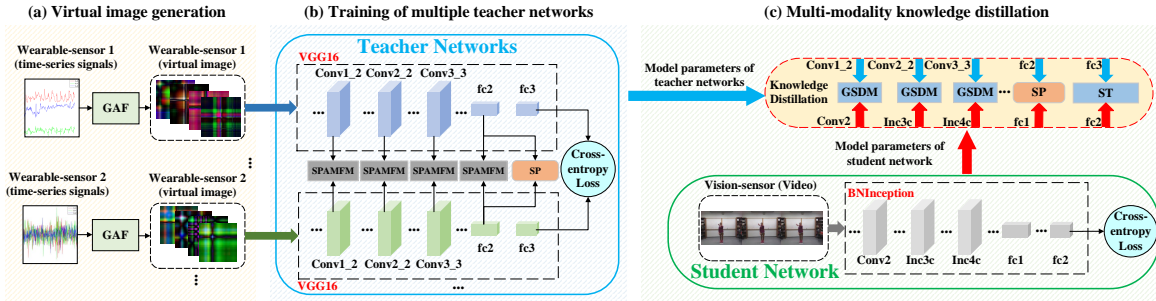 (a) Virtual image generation
Wearable-sensor 1
(time-series signals)
Wearable-sensor 1
(virtual image)
GAF
...
Wearable-sensor 2
(time-series signals)
Wearable-sensor 2
(virtual image)
GAF
...
(b) Training of multiple teacher networks
Teacher Networks
VGG16
Conv1_2 Conv2_2 Conv3_3
fc2 fc3
... ... ... ... ...
SPAMFM SPAMFM SPAMFM SPAMFM SP
Cross-
entropy
Loss
... ... ... ... ...
fc2 fc3
Conv1_2 Conv2_2 Conv3_3
VGG16
...
(c) Multi-modality knowledge distillation
Model parameters of
teacher networks
Conv1_2 Conv2_2 Conv3_3 fc2 fc3
Knowledge
Distillation
GSDM GSDM GSDM ... SP ST
Conv2 Inc3c Inc4c fc1 fc2
Model parameters of
student network
Vision-sensor (Video)
BNInception
... ... ... ... ...
Conv2 Inc3c Inc4c fc1 fc2
Cross-
entropy
Loss
Student Network